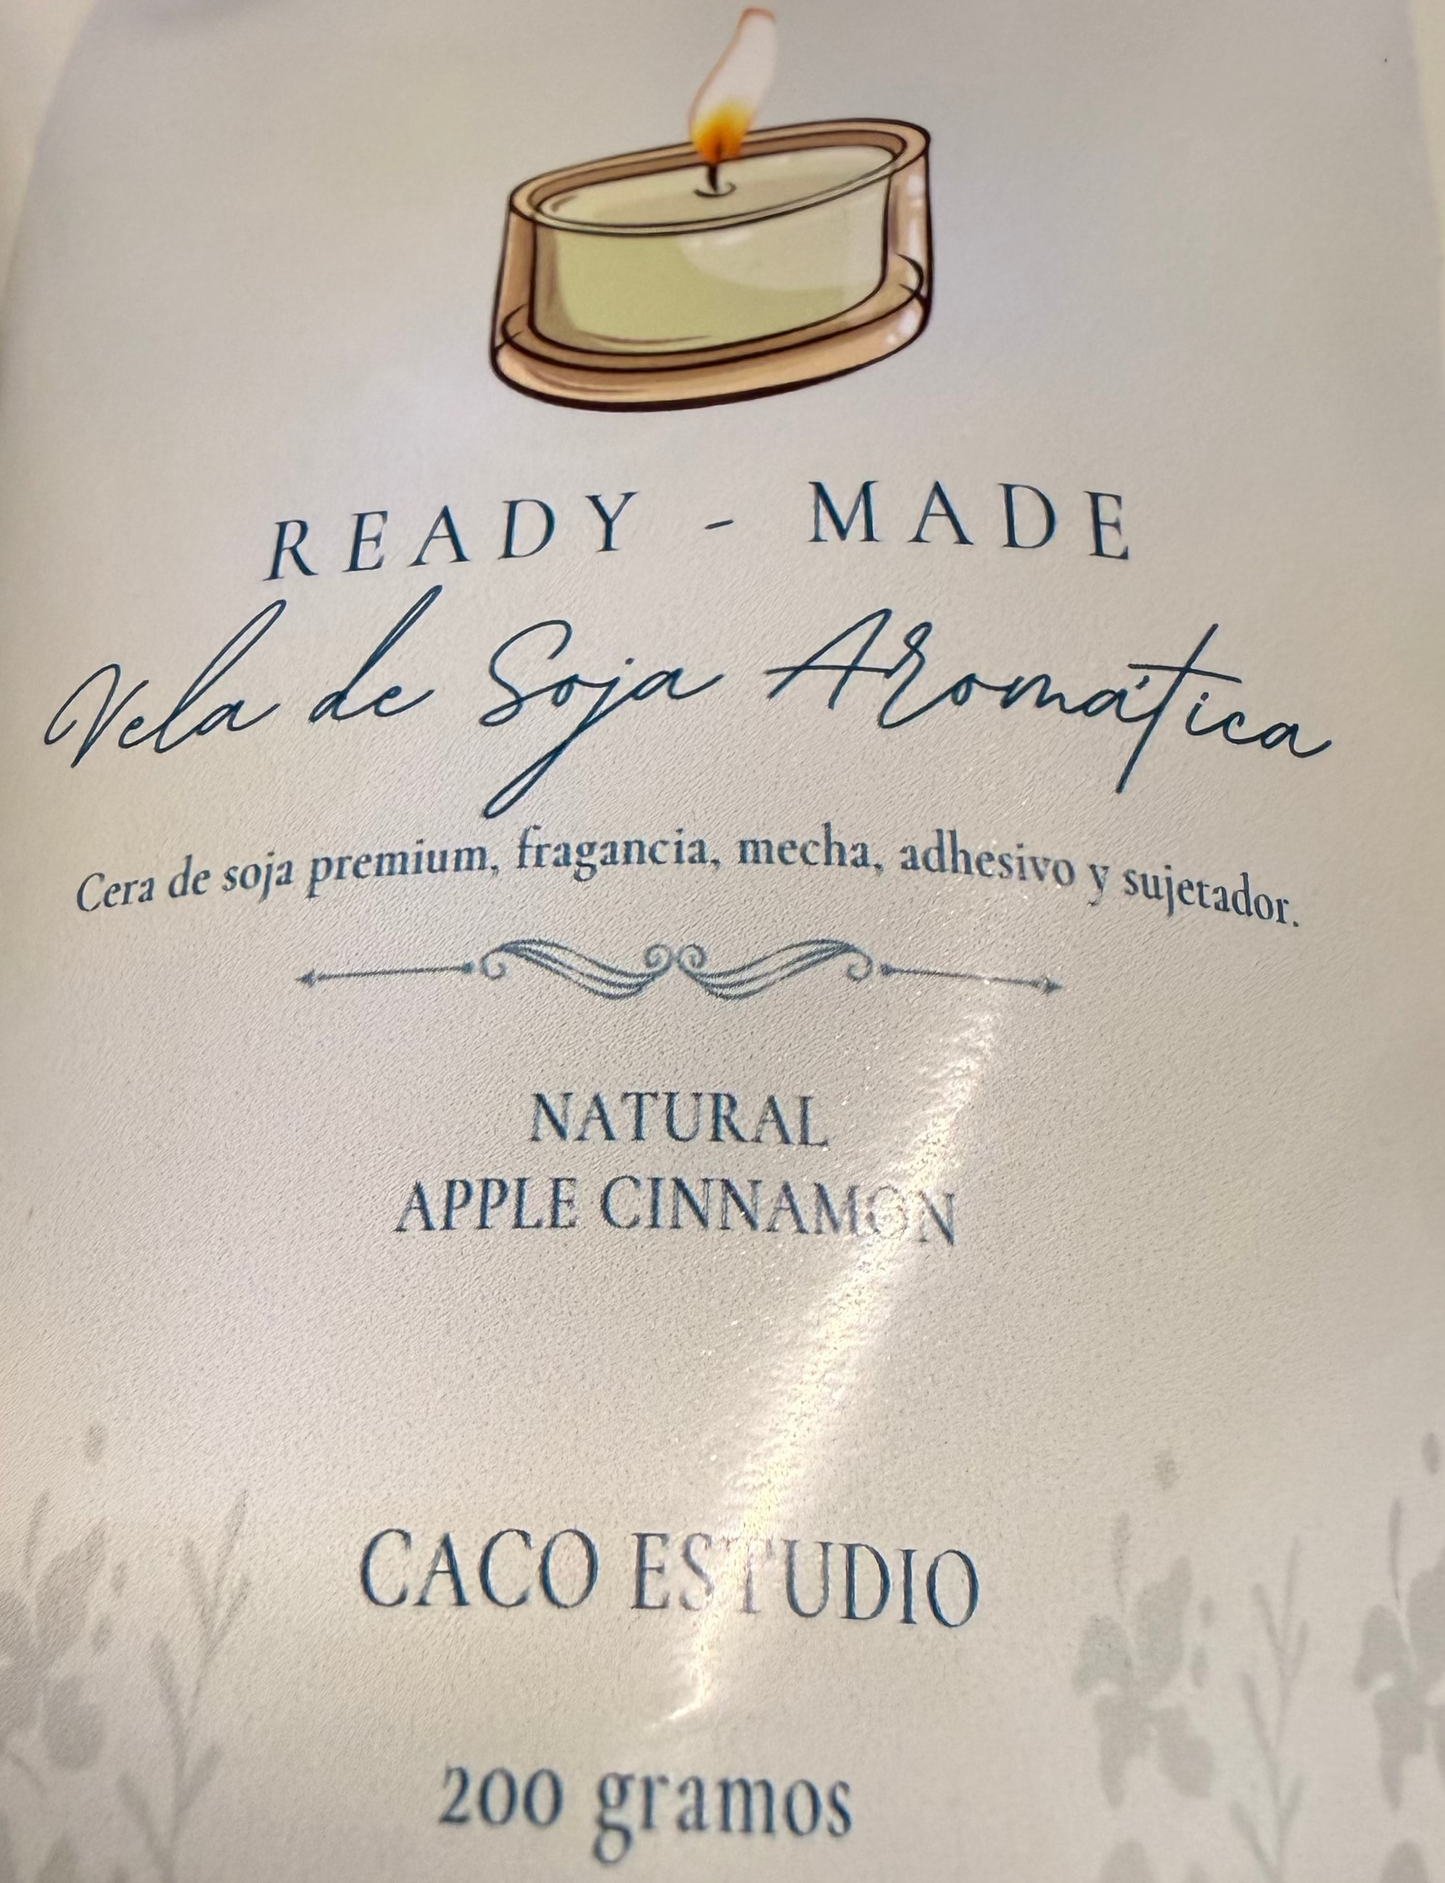 READY - MADE
Vela de Soja Aromática
Cera de soja premium, fragancia, mecha, adhesivo y sujetador.
NATURAL
APPLE CINNAMON
CACO ESTUDIO
200 gramos